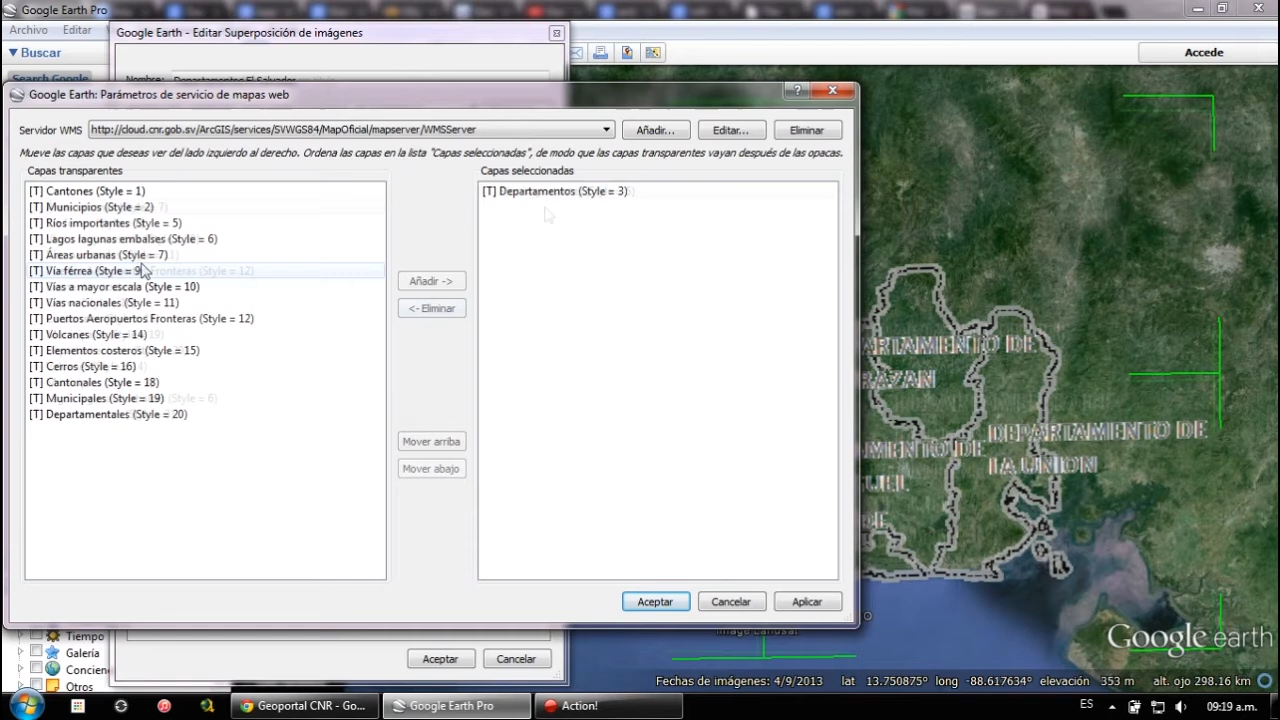 Google Earth Pro
Archivo Editar
Google Earth - Editar Superposición de imágenes
Buscar
Accede
Search Google
Nombre: Departamentos El Salvador
Google Earth: Parámetros de servicio de mapas web
Servidor WMS http://cloud.cnr.gob.sv/ArcGIS/services/SVWGS84/MapOficial/mapserver/WMSServer Añadir... Editar... Eliminar
Mueve las capas que deseas ver del lado izquierdo al derecho. Ordena las capas en la lista "Capas seleccionadas", de modo que las capas transparentes vayan después de las opacas.
Capas transparentes
[T] Cantones (Style = 1)
[T] Municipios (Style = 2)
[T] Ríos importantes (Style = 5)
[T] Lagos lagunas embalses (Style = 6)
[T] Áreas urbanas (Style = 7)
[T] Vía férrea (Style = 9)
[T] Vías a mayor escala (Style = 10)
[T] Vías nacionales (Style = 11)
[T] Puertos Aeropuertos Fronteras (Style = 12)
[T] Volcanes (Style = 14)
[T] Elementos costeros (Style = 15)
[T] Cerros (Style = 16)
[T] Cantonales (Style = 18)
[T] Municipales (Style = 19)
[T] Departamentales (Style = 20)
Añadir ->
<- Eliminar
Mover arriba
Mover abajo
Capas seleccionadas
[T] Departamentos (Style = 3)
Aceptar Cancelar Aplicar
DEPARTAMENTO DE
LA UNION
Image Landsat
Google earth
Tiempo
Galería
Concien
Otros
Aceptar Cancelar
Fechas de imágenes: 4/9/2013 lat 13.750875° long -88.617634° elevación 353 m alt. ojo 298.16 km
Geoportal CNR - Go...
Google Earth Pro
Action!
ES
09:19 a.m.